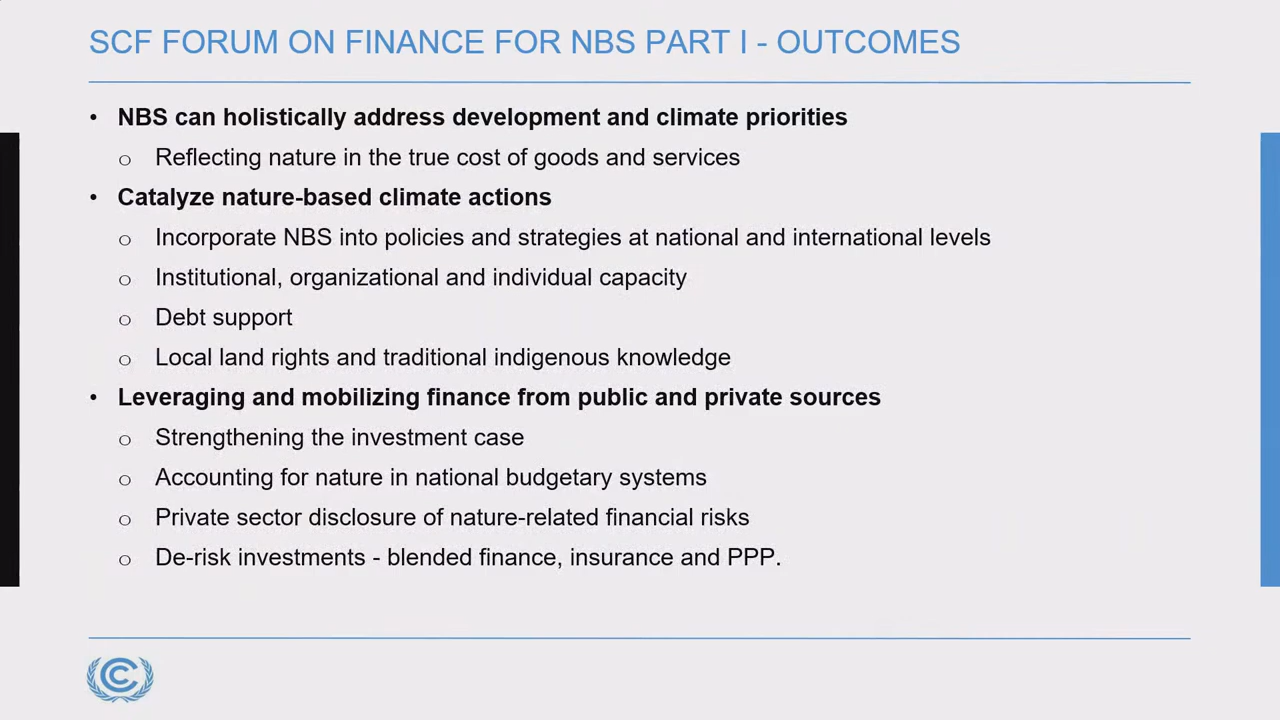 SCF FORUM ON FINANCE FOR NBS PART I - OUTCOMES
• NBS can holistically address development and climate priorities
o Reflecting nature in the true cost of goods and services
• Catalyze nature-based climate actions
o Incorporate NBS into policies and strategies at national and international levels
o Institutional, organizational and individual capacity
o Debt support
o Local land rights and traditional indigenous knowledge
• Leveraging and mobilizing finance from public and private sources
o Strengthening the investment case
o Accounting for nature in national budgetary systems
o Private sector disclosure of nature-related financial risks
o De-risk investments - blended finance, insurance and PPP.